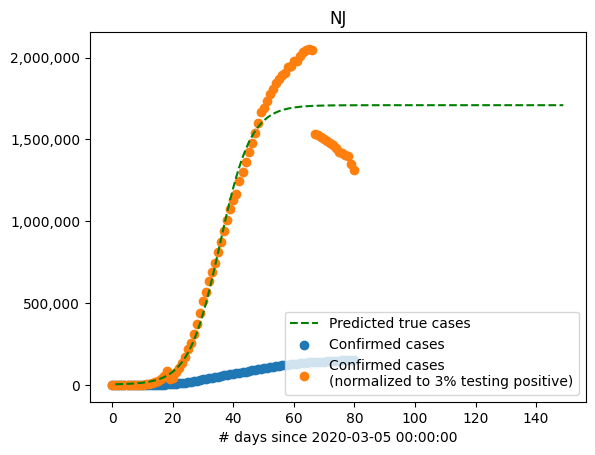 NJ
2,000,000
1,500,000
1,000,000
500,000
0
Predicted true cases
Confirmed cases
Confirmed cases
(normalized to 3% testing positive)
0 20 40 60 80 100 120 140
# days since 2020-03-05 00:00:00